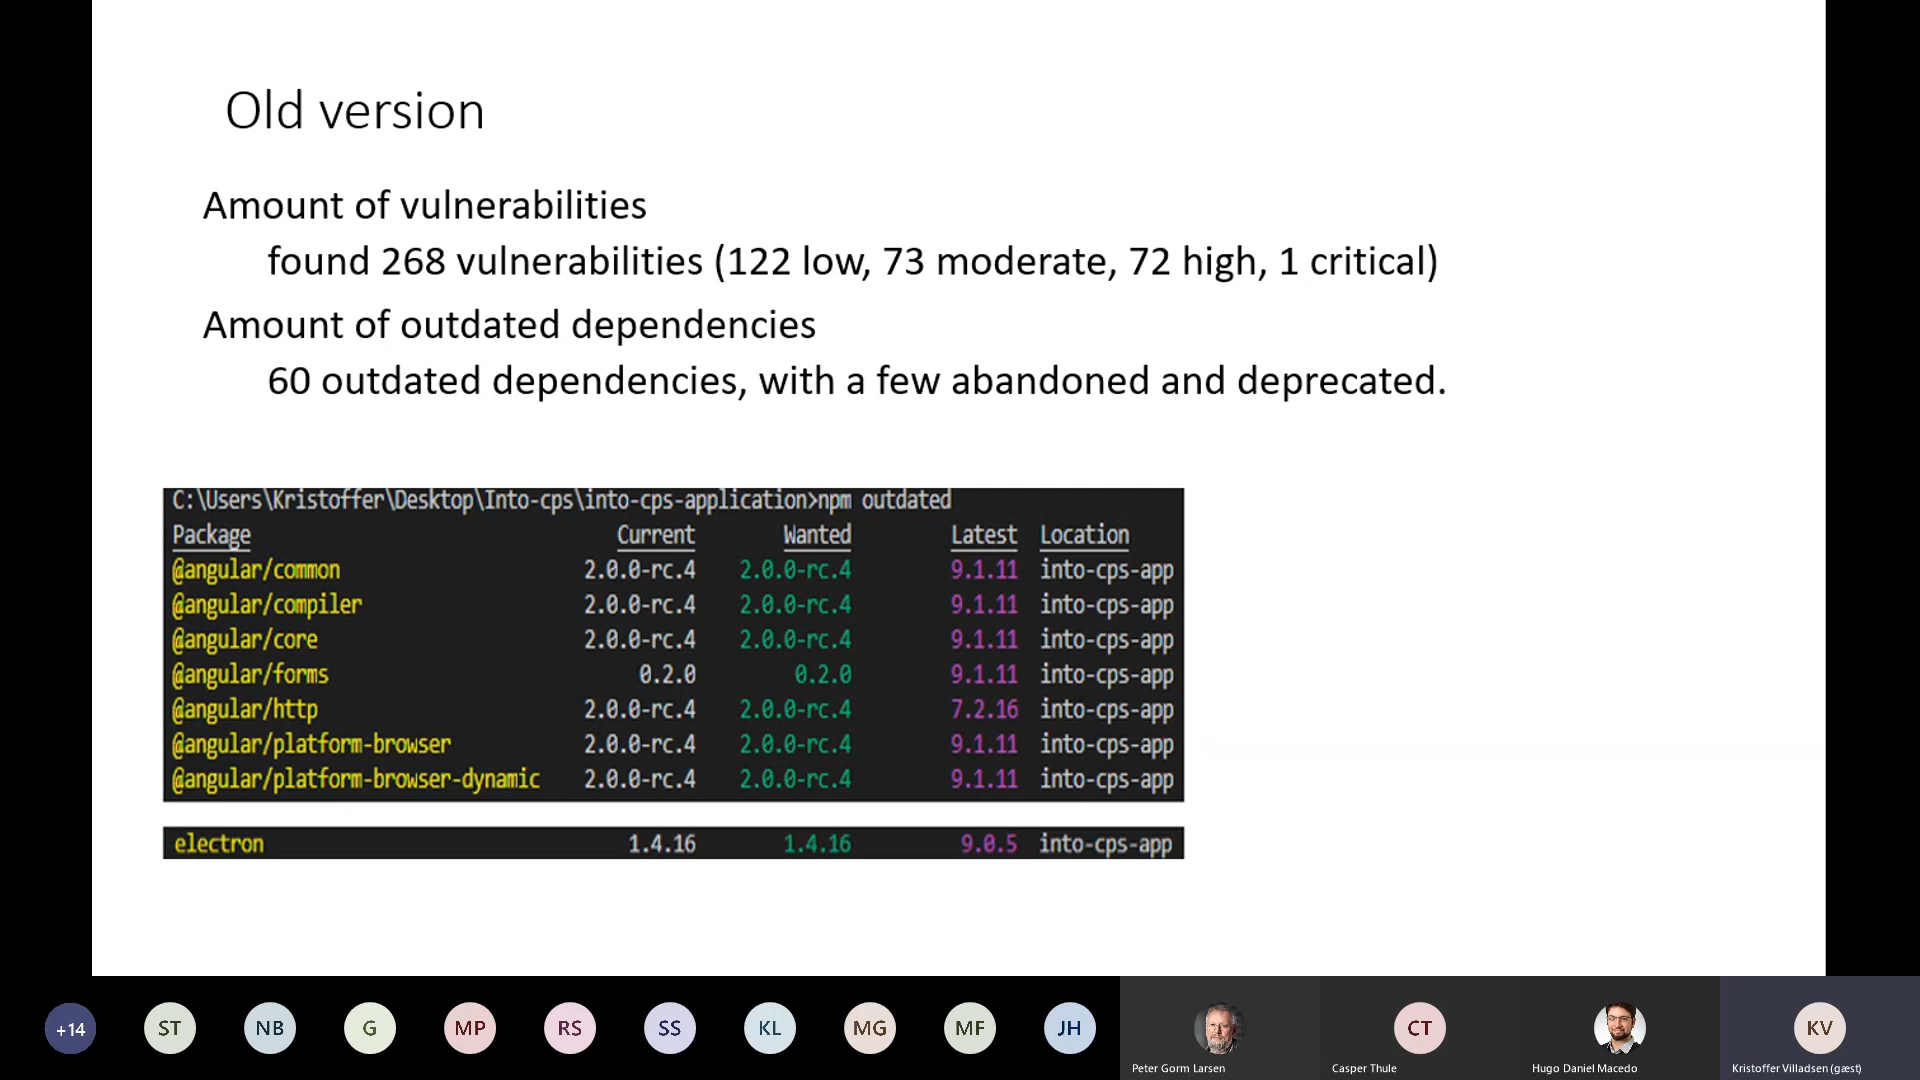 Old version
Amount of vulnerabilities
found 268 vulnerabilities (122 low, 73 moderate, 72 high, 1 critical)
Amount of outdated dependencies
60 outdated dependencies, with a few abandoned and deprecated.
C:\Users\Kristoffer\Desktop\Into-cps\into-cps-application>npm outdated
Package Current Wanted Latest Location
@angular/common 2.0.0-rc.4 2.0.0-rc.4 9.1.11 into-cps-app
@angular/compiler 2.0.0-rc.4 2.0.0-rc.4 9.1.11 into-cps-app
@angular/core 2.0.0-rc.4 2.0.0-rc.4 9.1.11 into-cps-app
@angular/forms 0.2.0 0.2.0 9.1.11 into-cps-app
@angular/http 2.0.0-rc.4 2.0.0-rc.4 7.2.16 into-cps-app
@angular/platform-browser 2.0.0-rc.4 2.0.0-rc.4 9.1.11 into-cps-app
@angular/platform-browser-dynamic 2.0.0-rc.4 2.0.0-rc.4 9.1.11 into-cps-app
electron 1.4.16 1.4.16 9.0.5 into-cps-app
+14 ST NB G MP RS SS KL MG MF JH CT KV
Peter Gorm Larsen Casper Thule Hugo Daniel Macedo Kristoffer Villadsen (gæst)